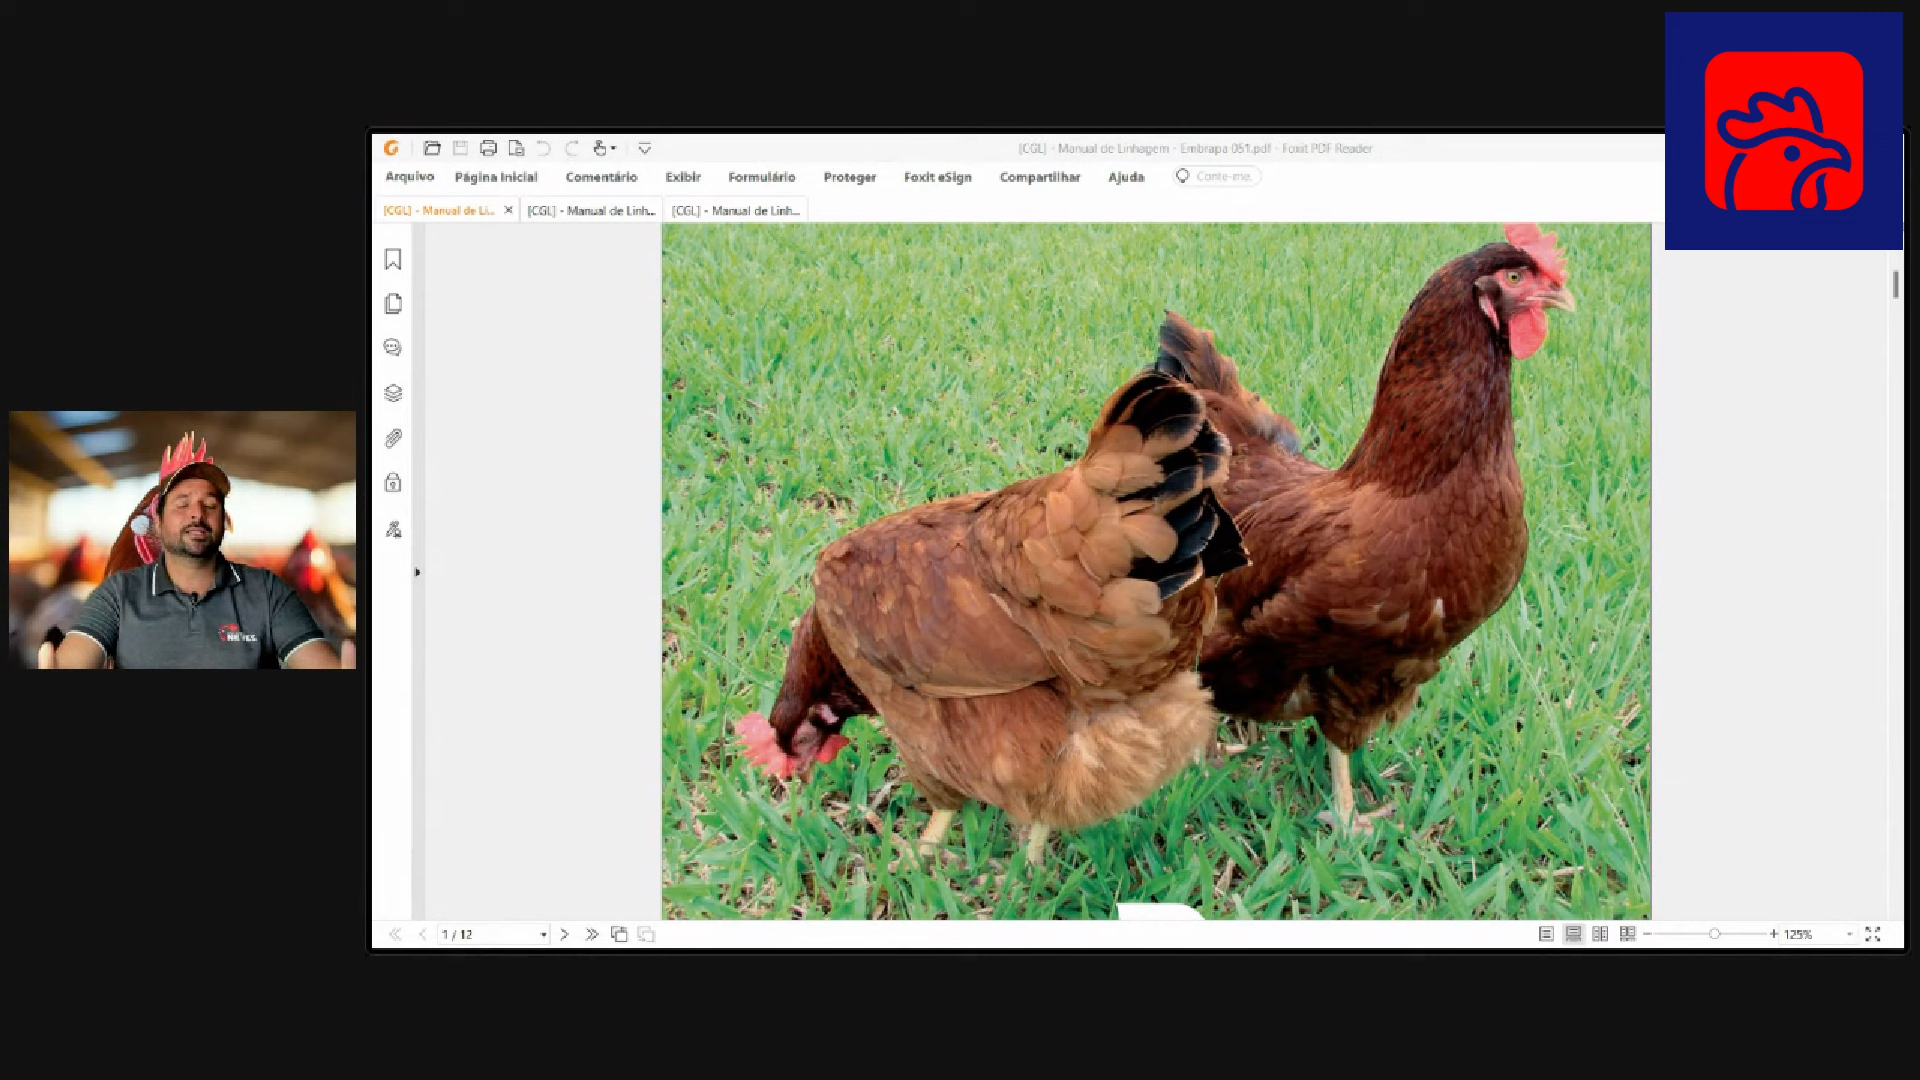 [CGL] - Manual de Linhagem - Embrapa 051.pdf - Foxit PDF Reader
Arquivo Página Inicial Comentário Exibir Formulário Proteger Foxit eSign Compartilhar Ajuda Conte-me.
[CGL] - Manual de Li... [CGL] - Manual de Linh... [CGL] - Manual de Linh...
1 / 12
125%